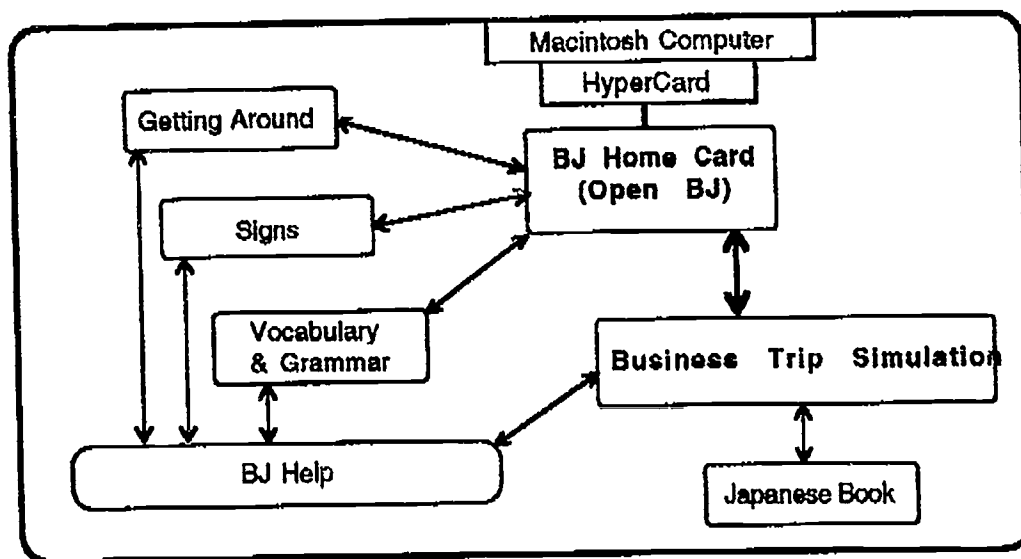 Macintosh Computer
HyperCard
Getting Around
BJ Home Card
(Open BJ)
Signs
Vocabulary
& Grammar
Business Trip Simulation
BJ Help
Japanese Book